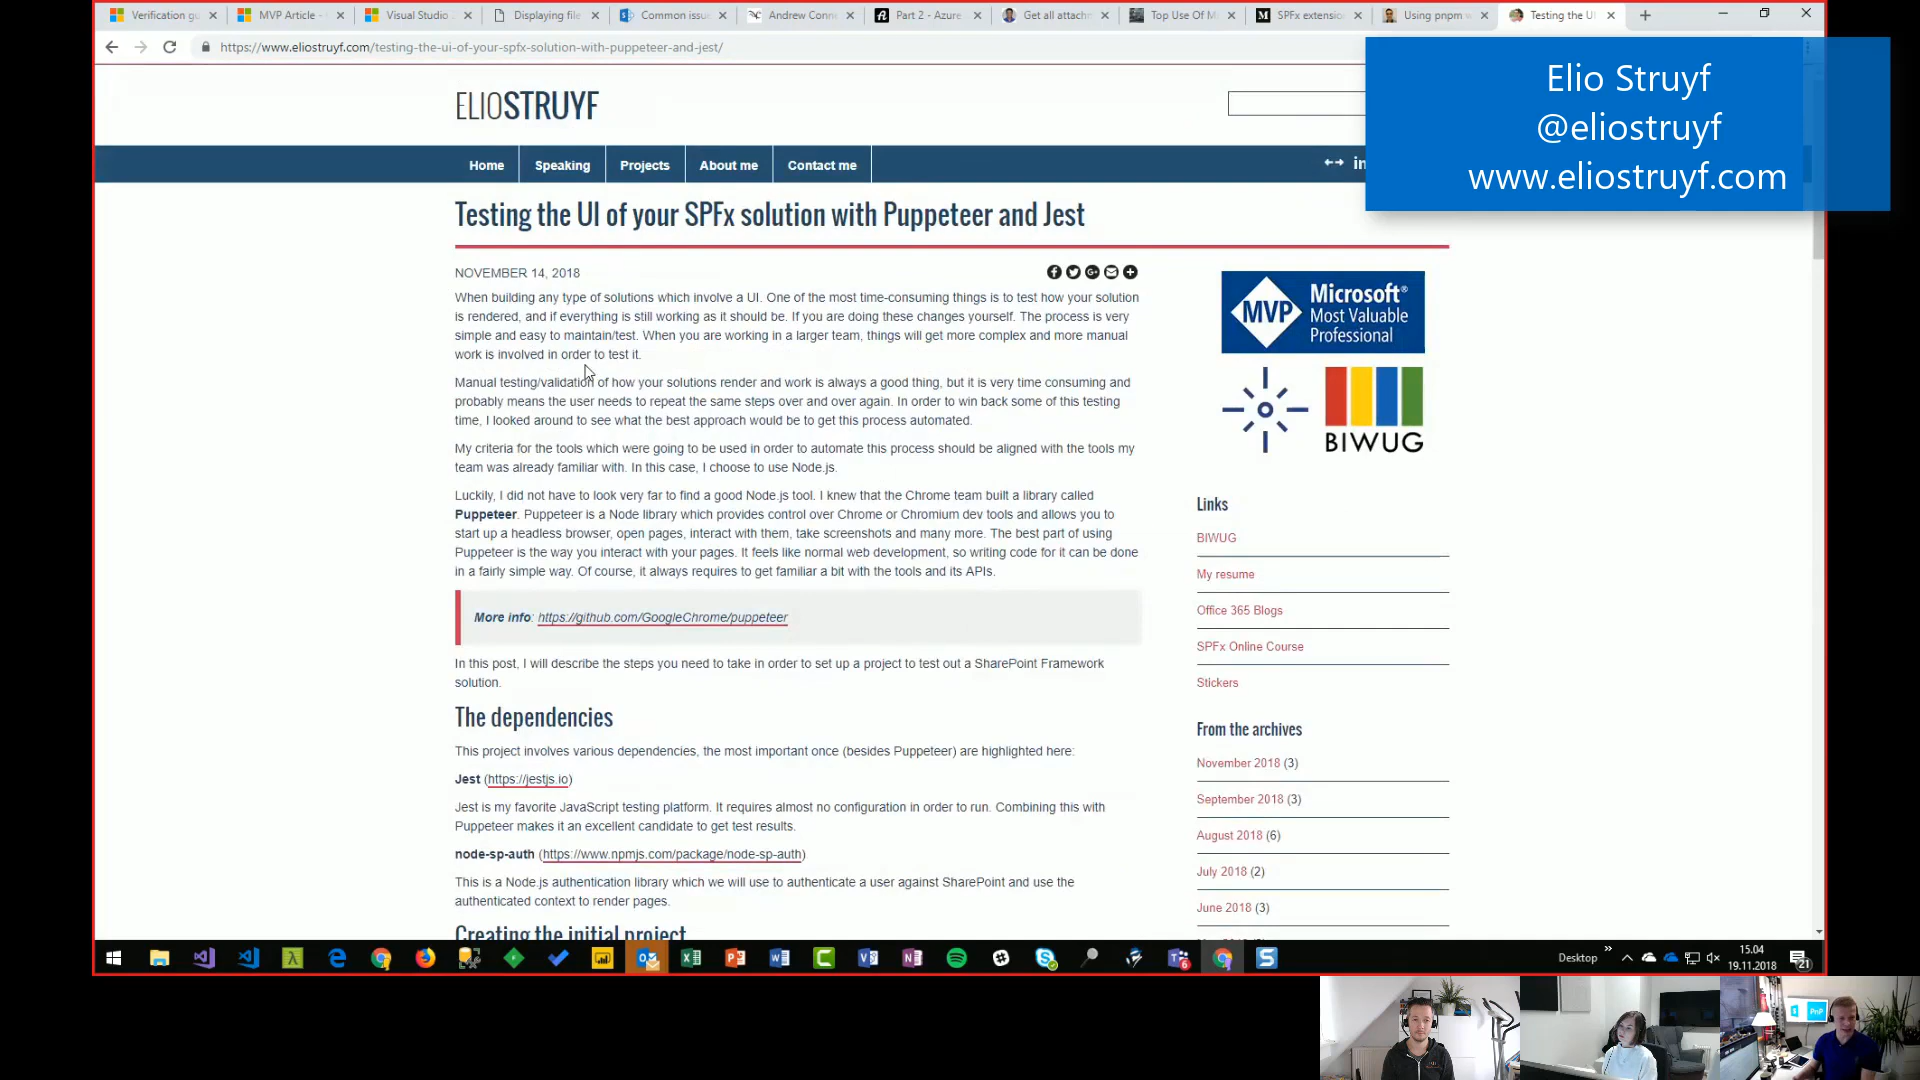 Verification gu
MVP Article -
Visual Studio
Displaying file
Common issu
Andrew Conne
Part 2 - Azure
Get all attachm
Top Use Of M
SPFx extension
Using pnpm w
Testing the UI
https://www.eliostruyf.com/testing-the-ui-of-your-spfx-solution-with-puppeteer-and-jest/
Elio Struyf
@eliostruyf
www.eliostruyf.com
ELIOSTRUYF
Home
Speaking
Projects
About me
Contact me
in
Testing the UI of your SPFx solution with Puppeteer and Jest
NOVEMBER 14, 2018
When building any type of solutions which involve a UI. One of the most time-consuming things is to test how your solution
is rendered, and if everything is still working as it should be. If you are doing these changes yourself. The process is very
simple and easy to maintain/test. When you are working in a larger team, things will get more complex and more manual
work is involved in order to test it.
Manual testing/validation of how your solutions render and work is always a good thing, but it is very time consuming and
probably means the user needs to repeat the same steps over and over again. In order to win back some of this testing
time, I looked around to see what the best approach would be to get this process automated.
My criteria for the tools which were going to be used in order to automate this process should be aligned with the tools my
team was already familiar with. In this case, I choose to use Node.js.
Luckily, I did not have to look very far to find a good Node.js tool. I knew that the Chrome team built a library called
Puppeteer. Puppeteer is a Node library which provides control over Chrome or Chromium dev tools and allows you to
start up a headless browser, open pages, interact with them, take screenshots and many more. The best part of using
Puppeteer is the way you interact with your pages. It feels like normal web development, so writing code for it can be done
in a fairly simple way. Of course, it always requires to get familiar a bit with the tools and its APIs.
More info: https://github.com/GoogleChrome/puppeteer
In this post, I will describe the steps you need to take in order to set up a project to test out a SharePoint Framework
solution.
The dependencies
This project involves various dependencies, the most important once (besides Puppeteer) are highlighted here:
Jest (https://jestjs.io)
Jest is my favorite JavaScript testing platform. It requires almost no configuration in order to run. Combining this with
Puppeteer makes it an excellent candidate to get test results.
node-sp-auth (https://www.npmjs.com/package/node-sp-auth)
This is a Node.js authentication library which we will use to authenticate a user against SharePoint and use the
authenticated context to render pages.
Creating the initial project
MVP
Microsoft®
Most Valuable
Professional
BIWUG
Links
BIWUG
My resume
Office 365 Blogs
SPFx Online Course
Stickers
From the archives
November 2018 (3)
September 2018 (3)
August 2018 (6)
July 2018 (2)
June 2018 (3)
Desktop
15.04
19.11.2018
21
PnP